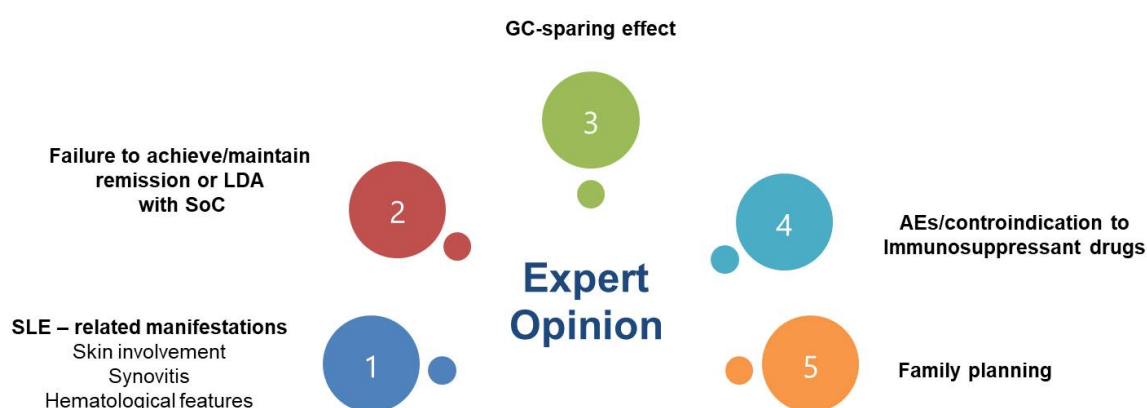 GC-sparing effect
3
Failure to achieve/maintain
remission or LDA
with SoC
2
4
AEs/controindication to
Immunosuppressant drugs
Expert
Opinion
SLE – related manifestations
Skin involvement
Synovitis
Hematological features
1
5
Family planning